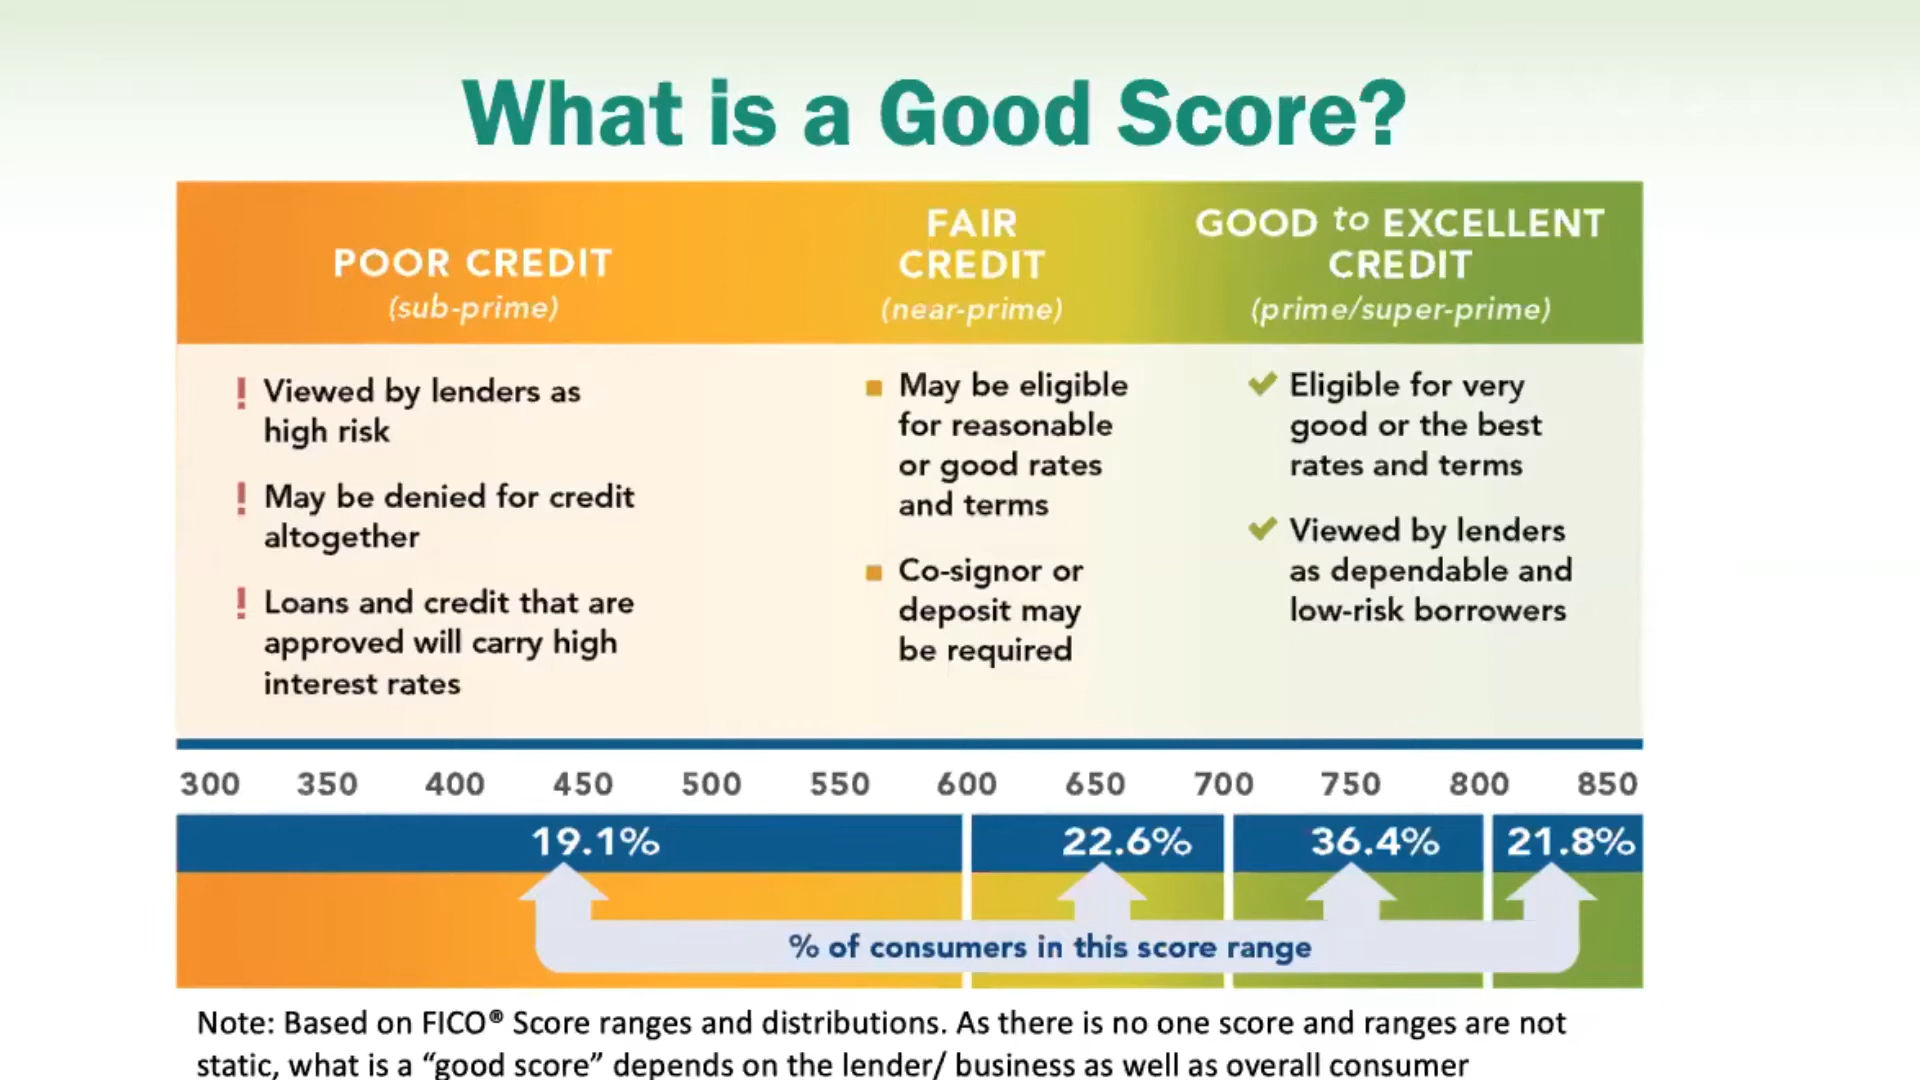 What is a Good Score?
POOR CREDIT
(sub-prime)
FAIR
CREDIT
(near-prime)
GOOD to EXCELLENT
CREDIT
(prime/super-prime)
! Viewed by lenders as
high risk
! May be denied for credit
altogether
! Loans and credit that are
approved will carry high
interest rates
May be eligible
for reasonable
or good rates
and terms
Co-signor or
deposit may
be required
Eligible for very
good or the best
rates and terms
Viewed by lenders
as dependable and
low-risk borrowers
300 350 400 450 500 550 600 650 700 750 800 850
19.1% 22.6% 36.4% 21.8%
% of consumers in this score range
Note: Based on FICO® Score ranges and distributions. As there is no one score and ranges are not
static, what is a “good score” depends on the lender/ business as well as overall consumer